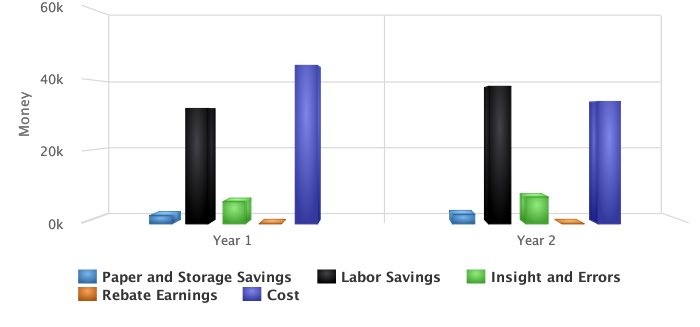 60k
40k
20k
0k
Money
Year 1 Year 2
Paper and Storage Savings Labor Savings Insight and Errors
Rebate Earnings Cost